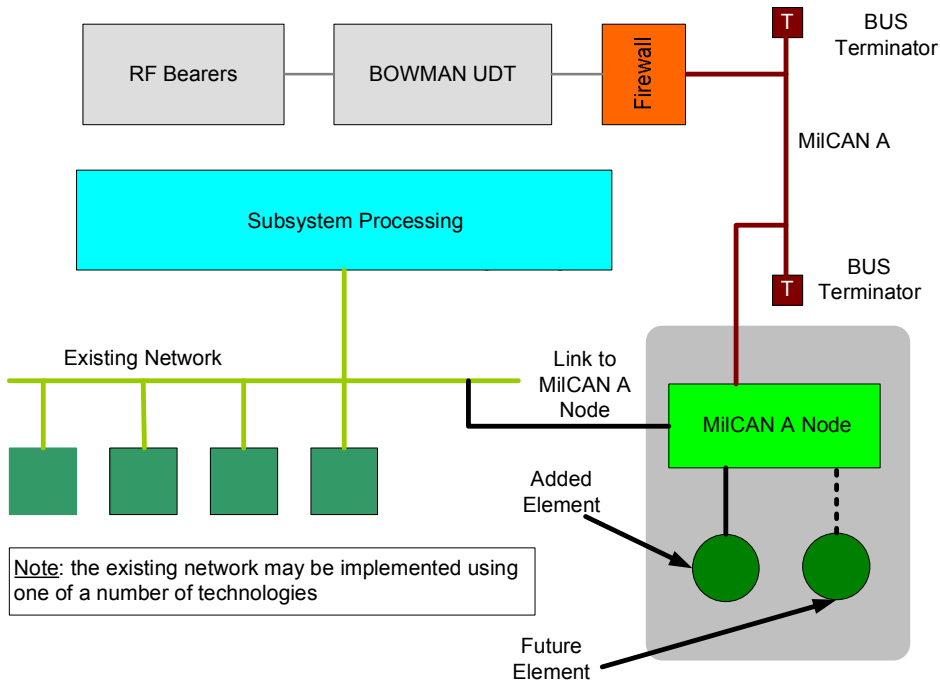 T
BUS
Terminator
RF Bearers
BOWMAN UDT
Firewall
MilCAN A
Subsystem Processing
T
BUS
Terminator
Existing Network
Link to
MilCAN A
Node
MilCAN A Node
Added
Element
Note: the existing network may be implemented using
one of a number of technologies
Future
Element